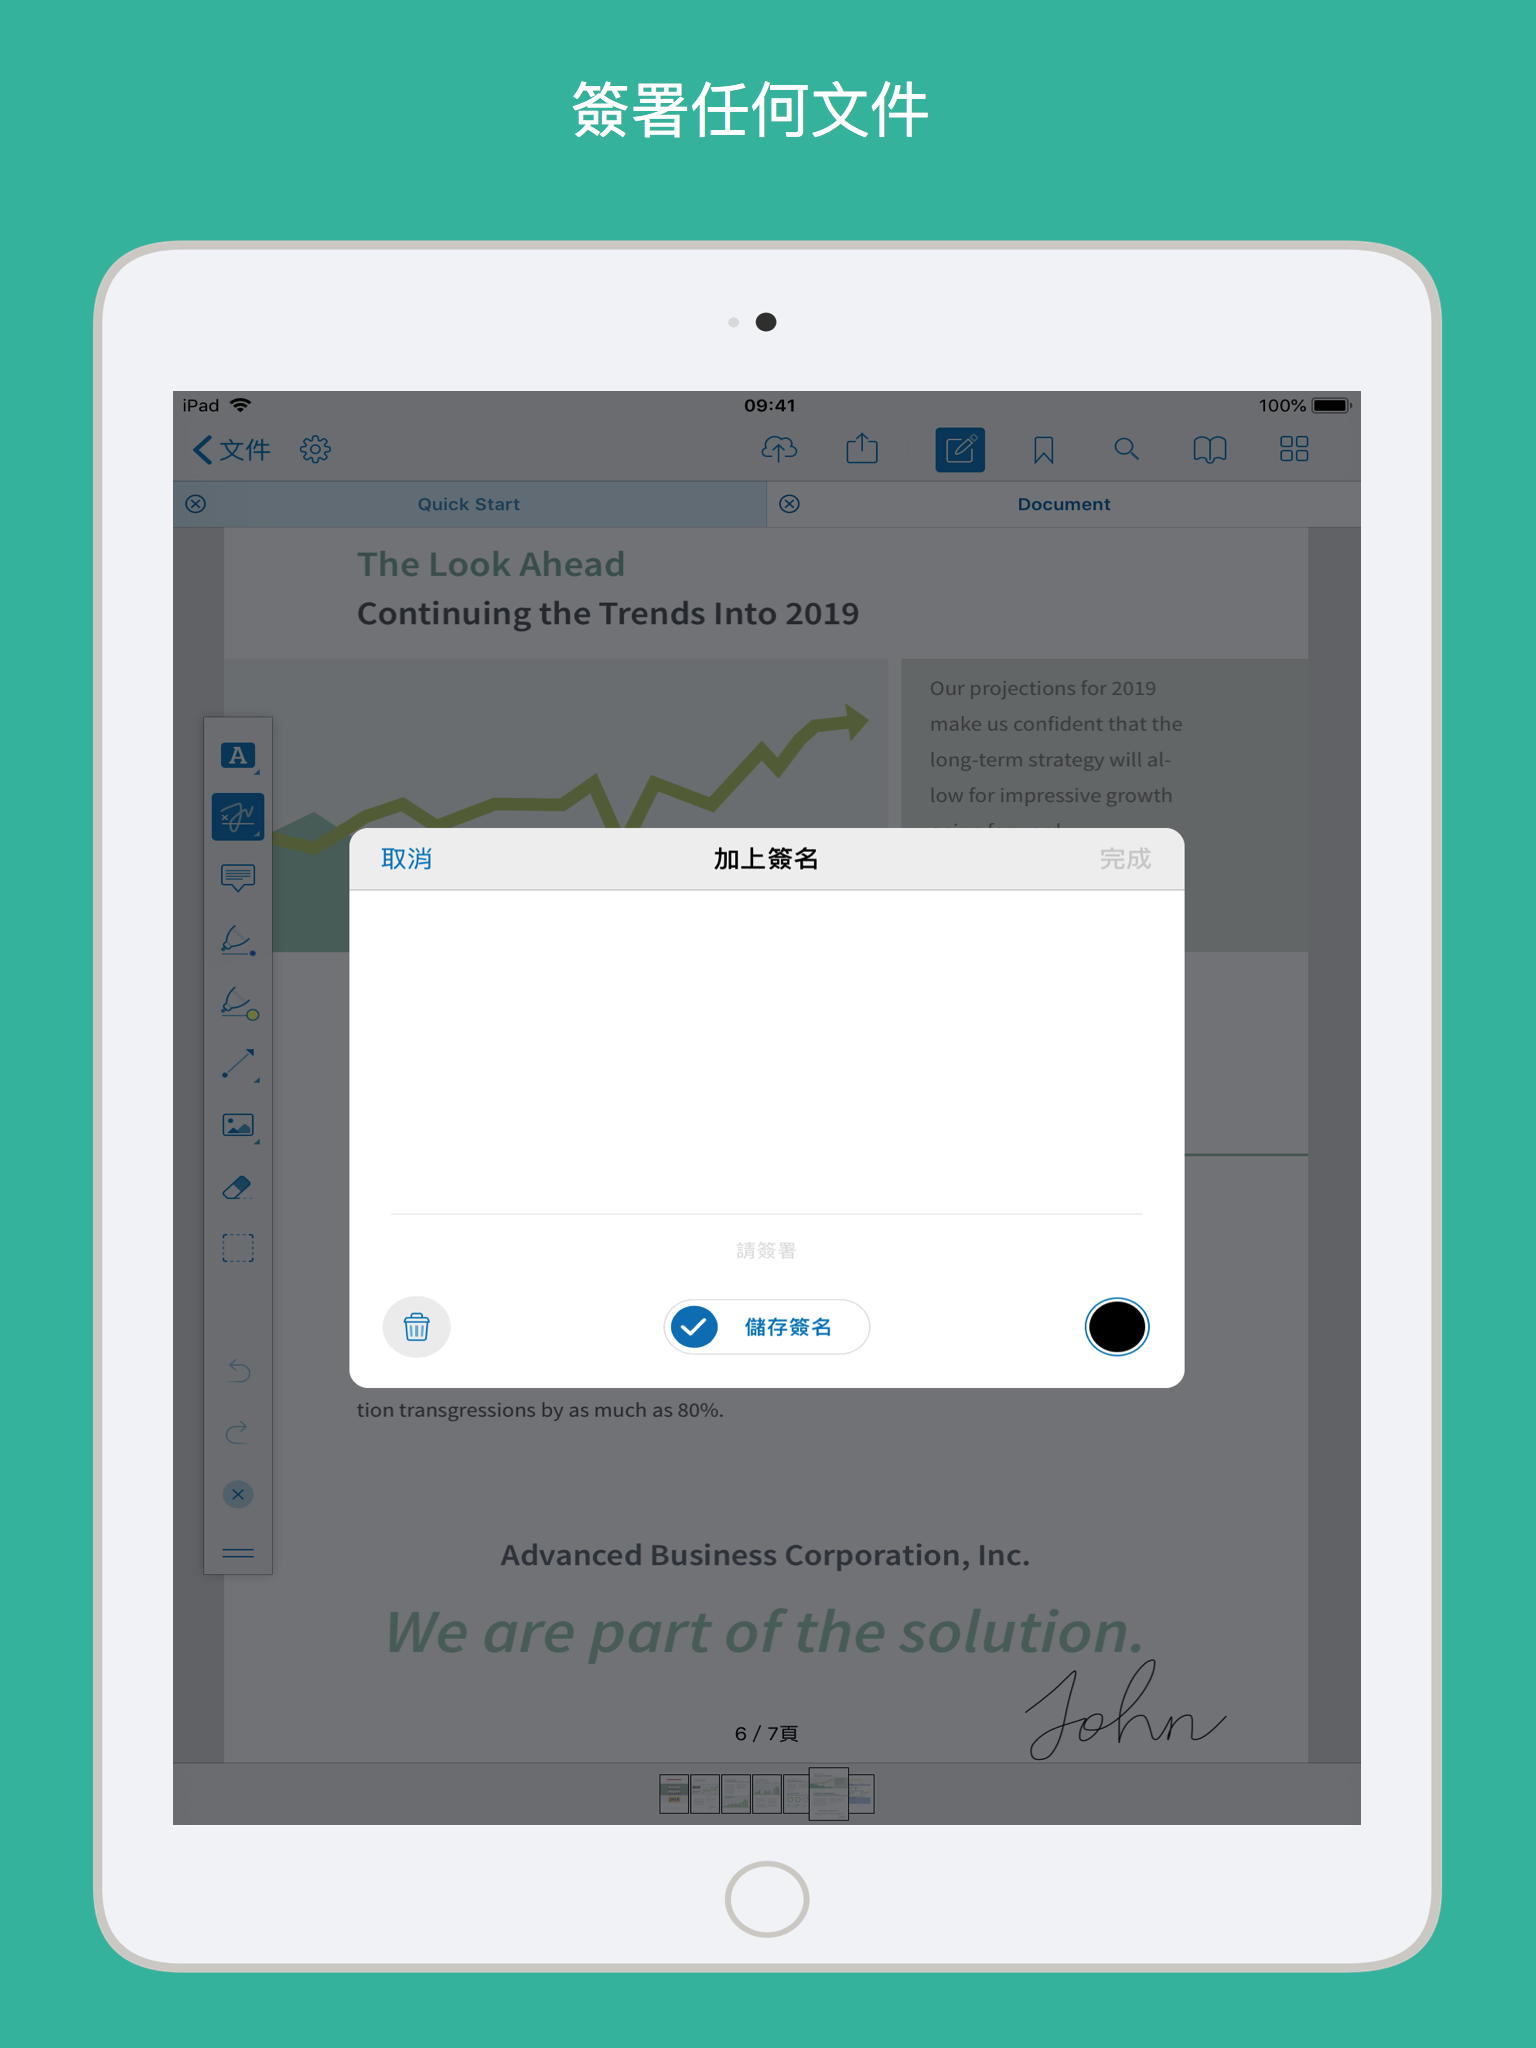 簽署任何文件
iPad 09:41 100%
文件
Quick Start Document
The Look Ahead
Continuing the Trends Into 2019
Our projections for 2019
make us confident that the
long-term strategy will al-
low for impressive growth
A
取消 加上簽名 完成
請簽署
儲存簽名
tion transgressions by as much as 80%.
Advanced Business Corporation, Inc.
We are part of the solution.
John
6 / 7頁